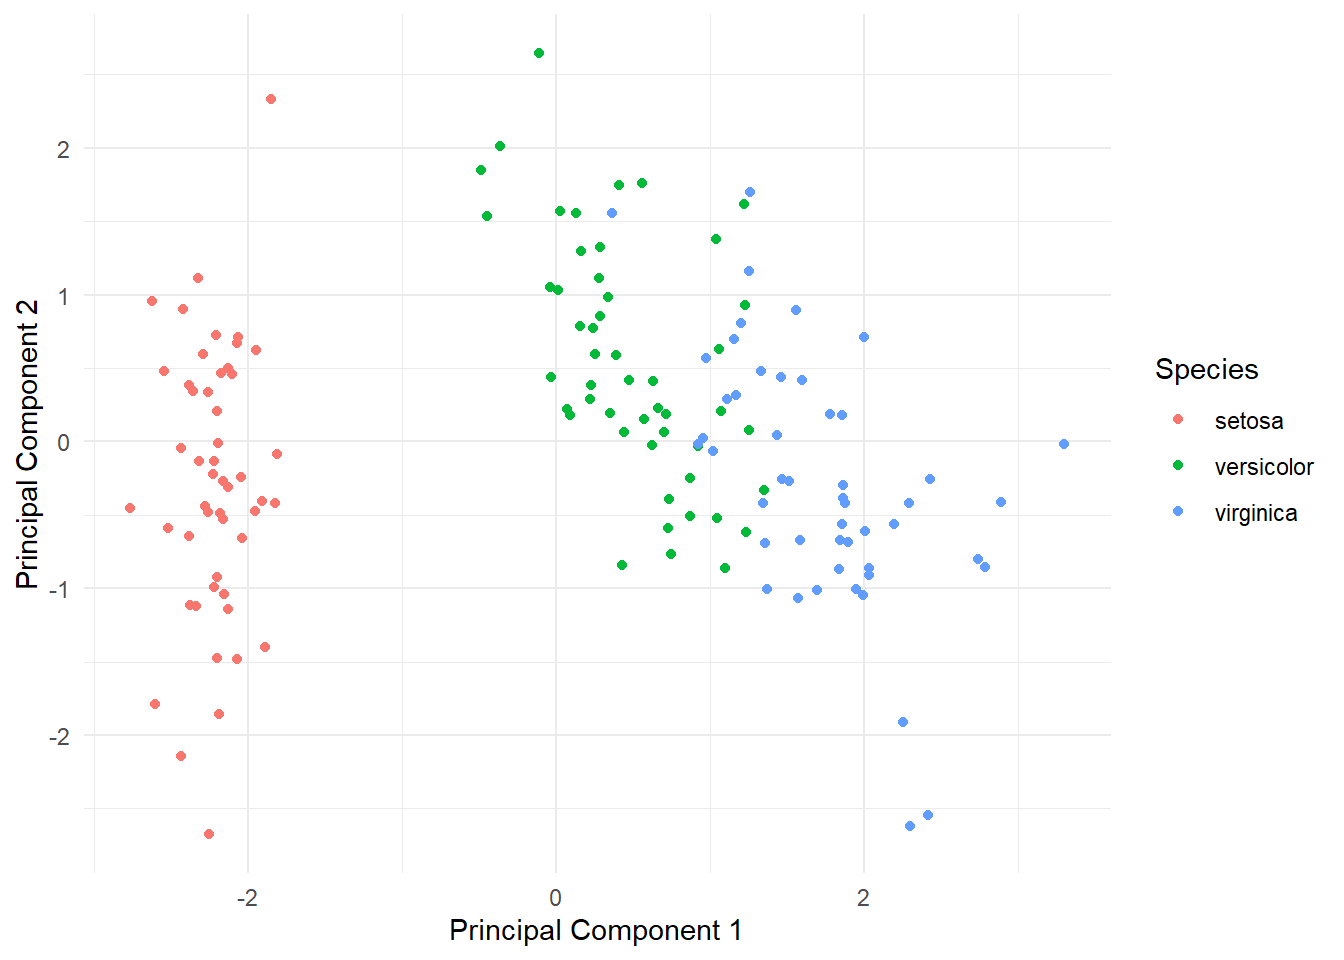 2
1
0
-1
-2
Principal Component 2
-2
0
2
Principal Component 1
Species
setosa
versicolor
virginica